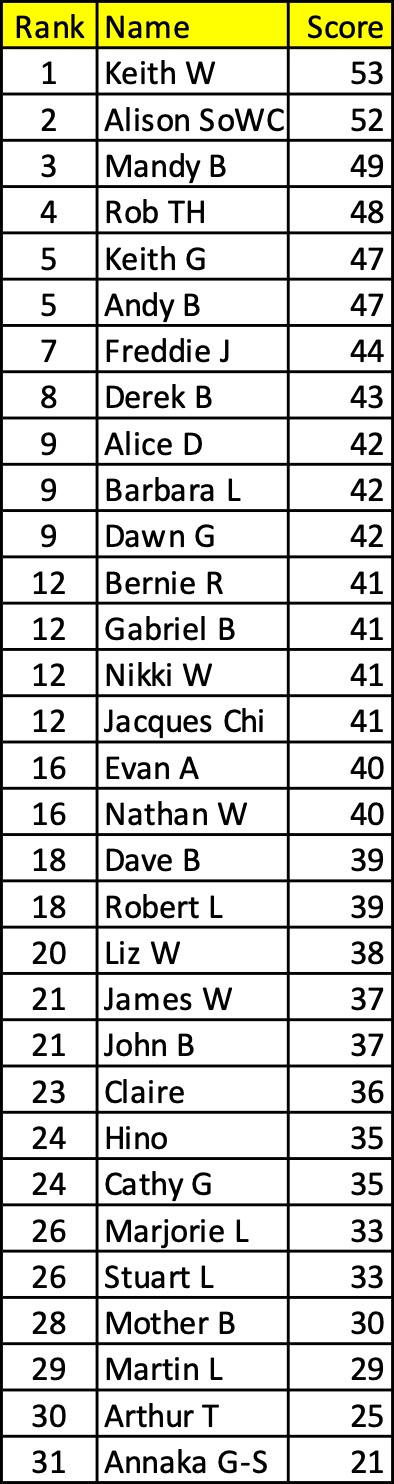 Rank Name Score
1 Keith W 53
2 Alison SoWC 52
3 Mandy B 49
4 Rob TH 48
5 Keith G 47
5 Andy B 47
7 Freddie J 44
8 Derek B 43
9 Alice D 42
9 Barbara L 42
9 Dawn G 42
12 Bernie R 41
12 Gabriel B 41
12 Nikki W 41
12 Jacques Chi 41
16 Evan A 40
16 Nathan W 40
18 Dave B 39
18 Robert L 39
20 Liz W 38
21 James W 37
21 John B 37
23 Claire 36
24 Hino 35
24 Cathy G 35
26 Marjorie L 33
26 Stuart L 33
28 Mother B 30
29 Martin L 29
30 Arthur T 25
31 Annaka G-S 21